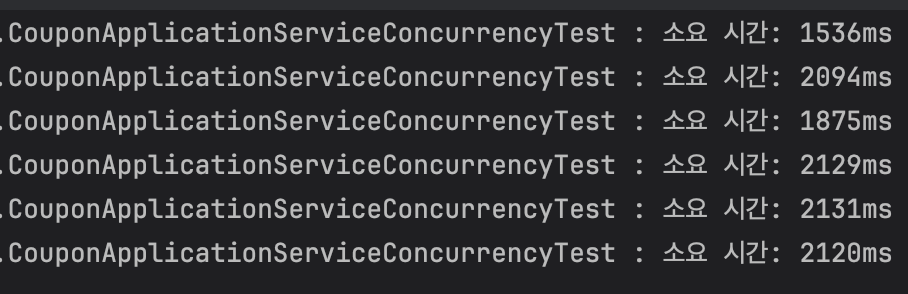 .CouponApplicationServiceConcurrencyTest : 소요 시간: 1536ms
.CouponApplicationServiceConcurrencyTest : 소요 시간: 2094ms
.CouponApplicationServiceConcurrencyTest : 소요 시간: 1875ms
.CouponApplicationServiceConcurrencyTest : 소요 시간: 2129ms
.CouponApplicationServiceConcurrencyTest : 소요 시간: 2131ms
.CouponApplicationServiceConcurrencyTest : 소요 시간: 2120ms